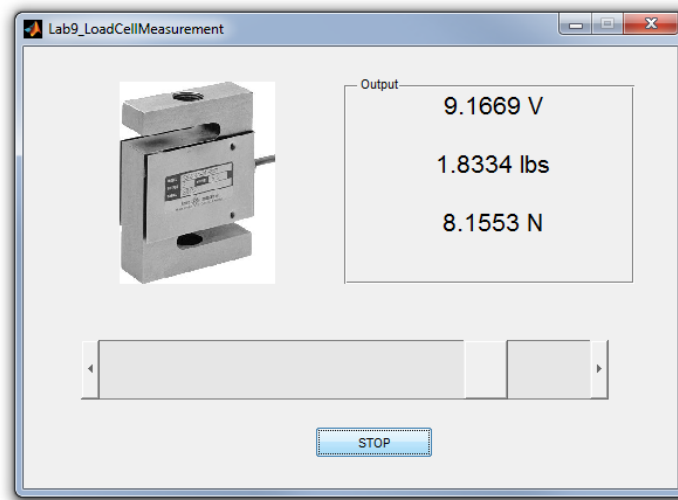 Lab9_LoadCellMeasurement
Output
9.1669 V
1.8334 lbs
8.1553 N
STOP